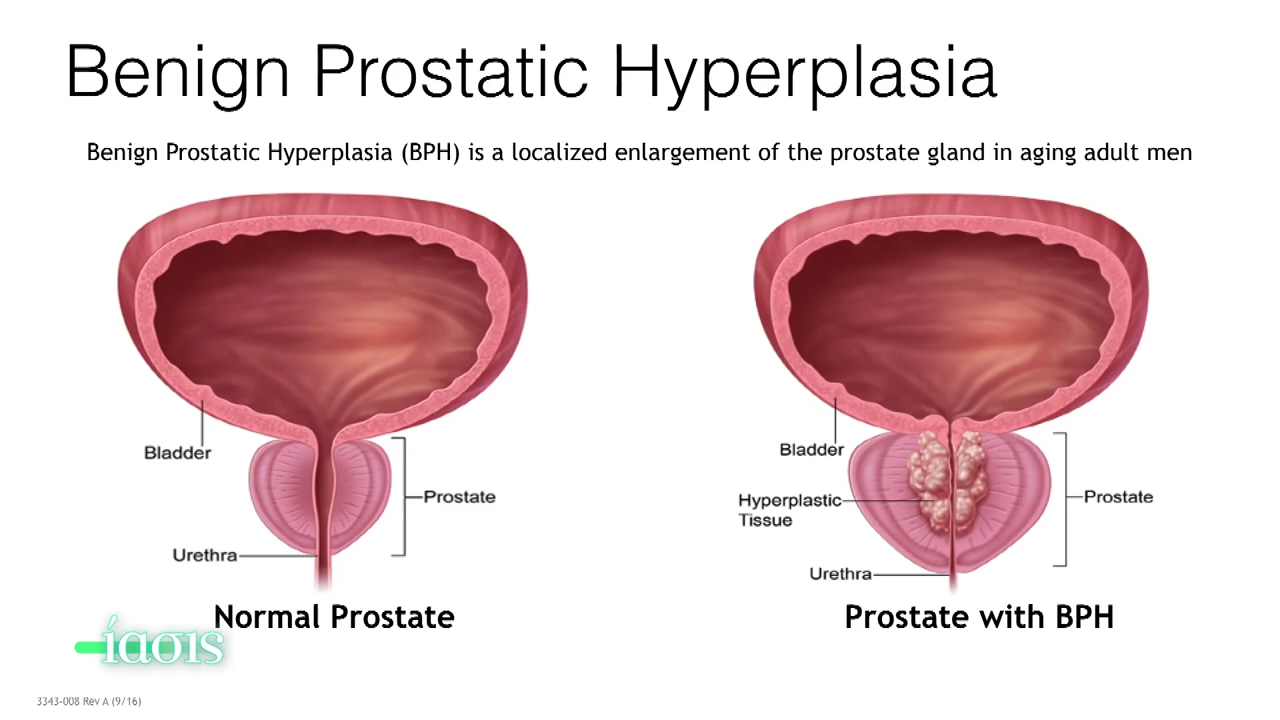 Benign Prostatic Hyperplasia
Benign Prostatic Hyperplasia (BPH) is a localized enlargement of the prostate gland in aging adult men
Bladder
Prostate
Urethra
Normal Prostate
Bladder
Hyperplastic
Tissue
Prostate
Urethra
Prostate with BPH
íασις
3343-008 Rev A (9/16)